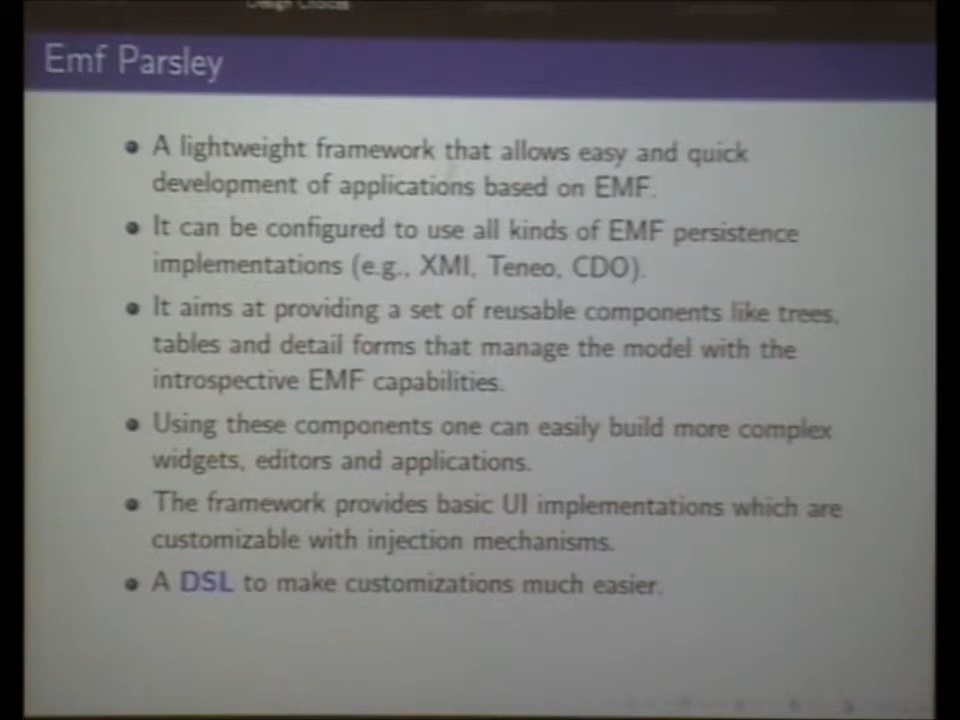 Design Choices
Emf Parsley
A lightweight framework that allows easy and quick
development of applications based on EMF.
It can be configured to use all kinds of EMF persistence
implementations (e.g., XMI, Teneo, CDO).
It aims at providing a set of reusable components like trees,
tables and detail forms that manage the model with the
introspective EMF capabilities.
Using these components one can easily build more complex
widgets, editors and applications.
The framework provides basic UI implementations which are
customizable with injection mechanisms.
A DSL to make customizations much easier.